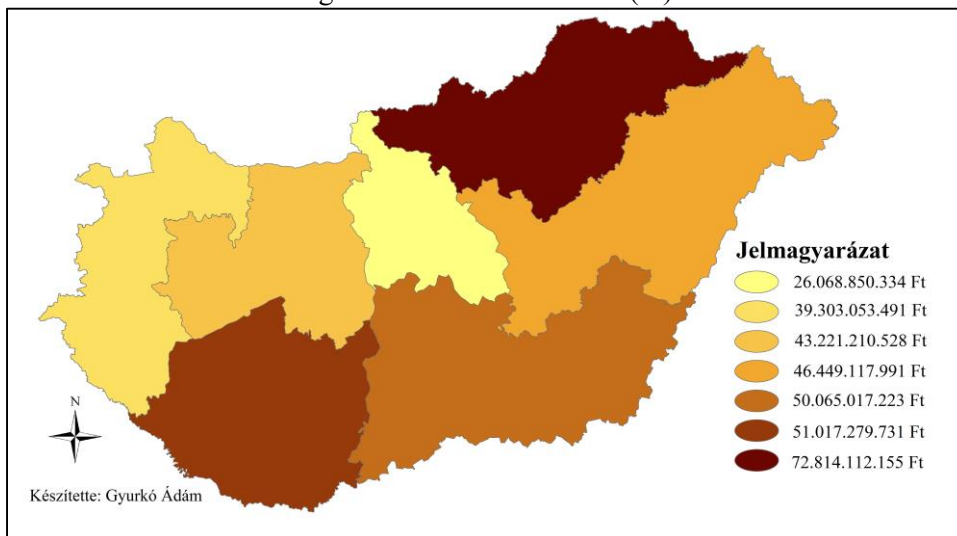 (Ft)
Jelmagyarázat
26.068.850.334 Ft
39.303.053.491 Ft
43.221.210.528 Ft
46.449.117.991 Ft
50.065.017.223 Ft
51.017.279.731 Ft
72.814.112.155 Ft
N
Készítette: Gyurkó Ádám